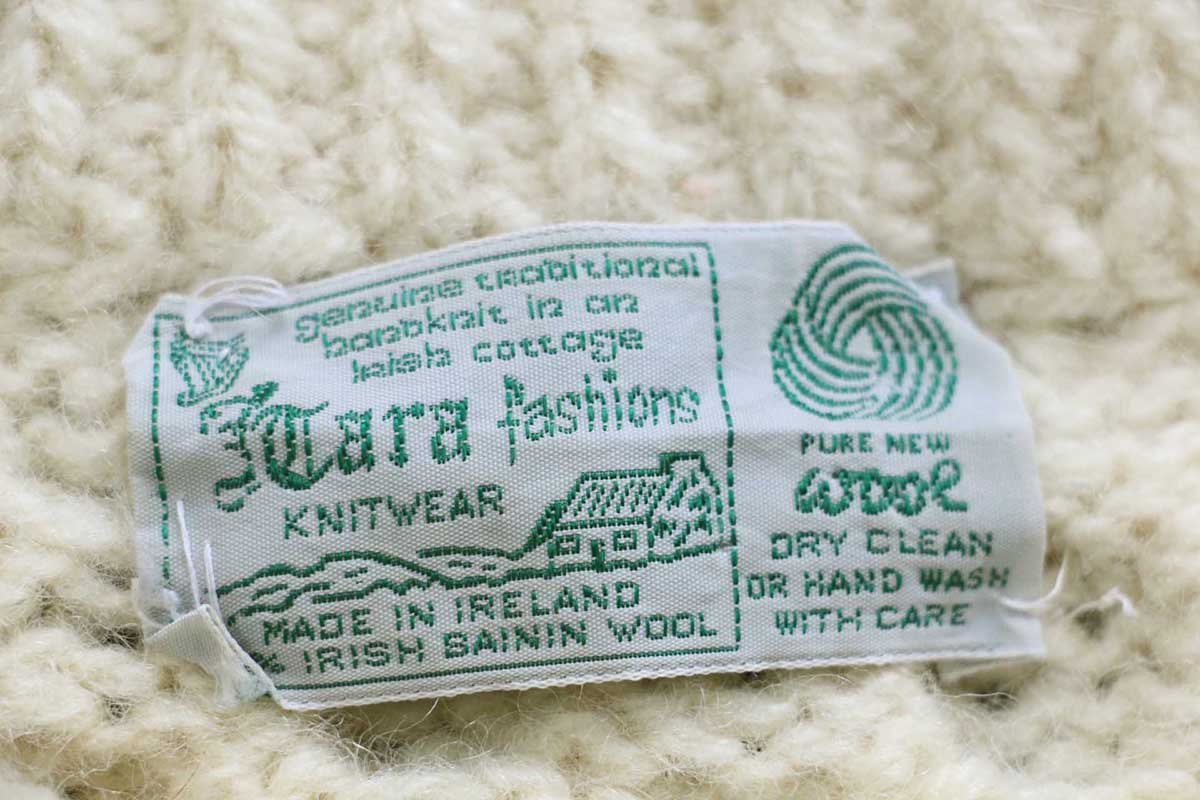 genuine traditional
handknit in an
Irish cottage
Tara fashions
KNITWEAR
MADE IN IRELAND
IRISH BAININ WOOL
PURE NEW
wool
DRY CLEAN
OR HAND WASH
WITH CARE